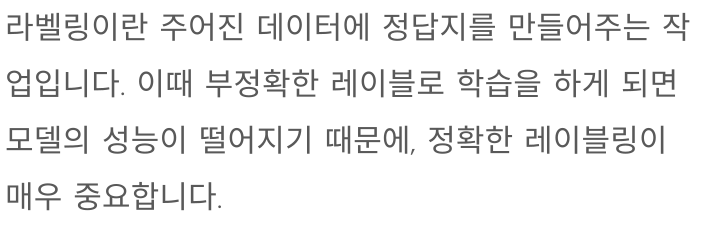 라벨링이란 주어진 데이터에 정답지를 만들어주는 작
업입니다. 이때 부정확한 레이블로 학습을 하게 되면
모델의 성능이 떨어지기 때문에, 정확한 레이블링이
매우 중요합니다.